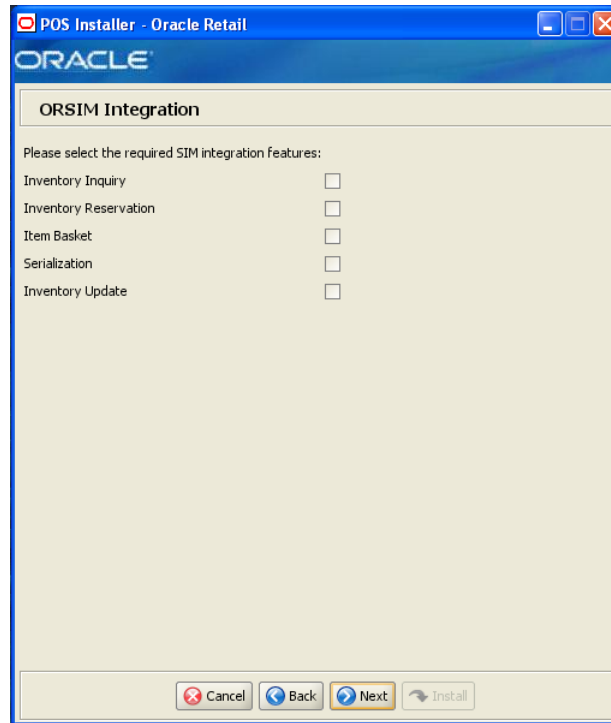 POS Installer - Oracle Retail
ORACLE
ORSIM Integration
Please select the required SIM integration features:
Inventory Inquiry
Inventory Reservation
Item Basket
Serialization
Inventory Update
Cancel
Back
Next
Install